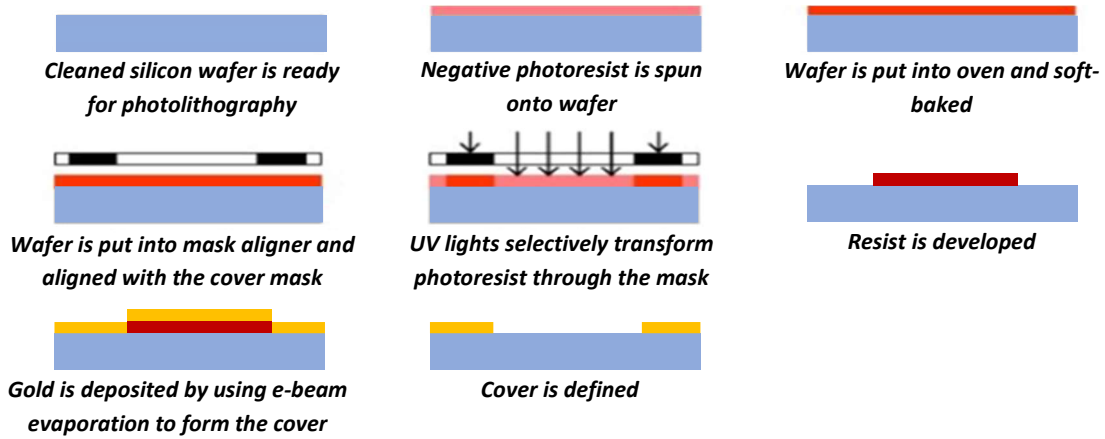 Cleaned silicon wafer is ready
for photolithography
Negative photoresist is spun
onto wafer
Wafer is put into oven and soft-
baked
Wafer is put into mask aligner and
aligned with the cover mask
UV lights selectively transform
photoresist through the mask
Resist is developed
Gold is deposited by using e-beam
evaporation to form the cover
Cover is defined